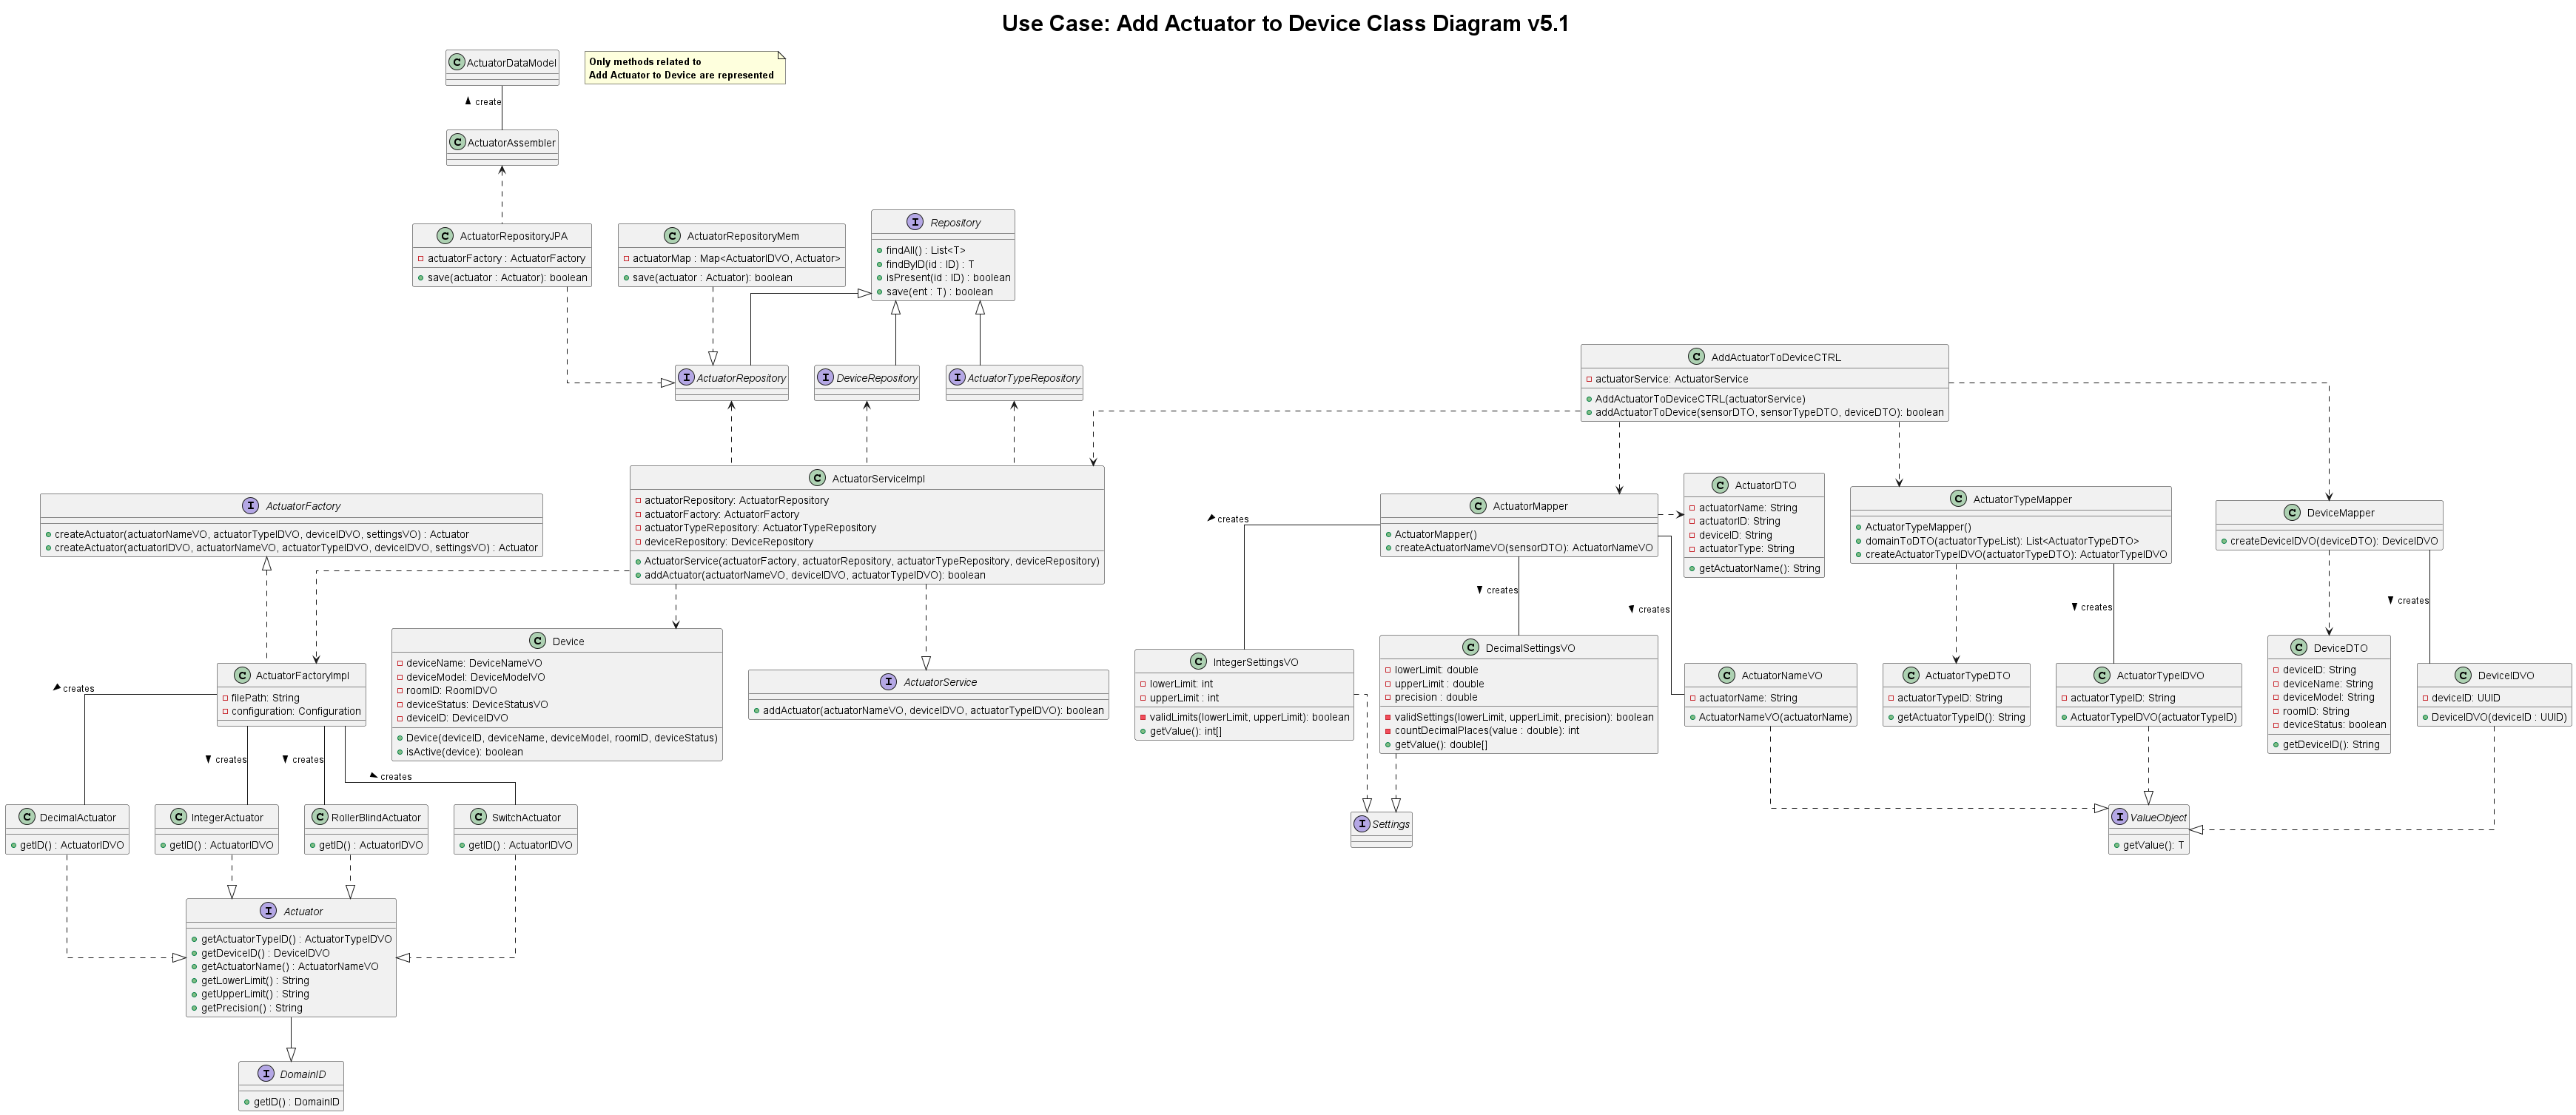 Use Case: Add Actuator to Device Class Diagram v5.1
C ActuatorDataModel
Only methods related to
Add Actuator to Device are represented
create
C ActuatorAssembler
C ActuatorRepositoryJPA
actuatorFactory : ActuatorFactory
save(actuator : Actuator): boolean
C ActuatorRepositoryMem
actuatorMap : Map<ActuatorIDVO, Actuator>
save(actuator : Actuator): boolean
I Repository
findAll() : List<T>
findByID(id : ID) : T
isPresent(id : ID) : boolean
save(ent : T) : boolean
I ActuatorRepository
I DeviceRepository
I ActuatorTypeRepository
C AddActuatorToDeviceCTRL
actuatorService: ActuatorService
AddActuatorToDeviceCTRL(actuatorService)
addActuatorToDevice(sensorDTO, sensorTypeDTO, deviceDTO): boolean
I ActuatorFactory
createActuator(actuatorNameVO, actuatorTypeIDVO, deviceIDVO, settingsVO) : Actuator
createActuator(actuatorIDVO, actuatorNameVO, actuatorTypeIDVO, deviceIDVO, settingsVO) : Actuator
C ActuatorServiceImpl
actuatorRepository: ActuatorRepository
actuatorFactory: ActuatorFactory
actuatorTypeRepository: ActuatorTypeRepository
deviceRepository: DeviceRepository
ActuatorService(actuatorFactory, actuatorRepository, actuatorTypeRepository, deviceRepository)
addActuator(actuatorNameVO, deviceIDVO, actuatorTypeIDVO): boolean
C ActuatorMapper
ActuatorMapper()
createActuatorNameVO(sensorDTO): ActuatorNameVO
C ActuatorDTO
actuatorName: String
actuatorID: String
deviceID: String
actuatorType: String
getActuatorName(): String
C ActuatorTypeMapper
ActuatorTypeMapper()
domainToDTO(actuatorTypeList): List<ActuatorTypeDTO>
createActuatorTypeIDVO(actuatorTypeDTO): ActuatorTypeIDVO
C DeviceMapper
createDeviceIDVO(deviceDTO): DeviceIDVO
creates
creates
creates
creates
creates
C ActuatorFactoryImpl
filePath: String
configuration: Configuration
C Device
deviceName: DeviceNameVO
deviceModel: DeviceModelVO
roomID: RoomIDVO
deviceStatus: DeviceStatusVO
deviceID: DeviceIDVO
Device(deviceID, deviceName, deviceModel, roomID, deviceStatus)
isActive(device): boolean
I ActuatorService
addActuator(actuatorNameVO, deviceIDVO, actuatorTypeIDVO): boolean
C IntegerSettingsVO
lowerLimit: int
upperLimit : int
validLimits(lowerLimit, upperLimit): boolean
getValue(): int[]
C DecimalSettingsVO
lowerLimit: double
upperLimit : double
precision : double
validSettings(lowerLimit, upperLimit, precision): boolean
countDecimalPlaces(value : double): int
getValue(): double[]
C ActuatorNameVO
actuatorName: String
ActuatorNameVO(actuatorName)
C ActuatorTypeDTO
actuatorTypeID: String
getActuatorTypeID(): String
C ActuatorTypeIDVO
actuatorTypeID: String
ActuatorTypeIDVO(actuatorTypeID)
C DeviceDTO
deviceID: String
deviceName: String
deviceModel: String
roomID: String
deviceStatus: boolean
getDeviceID(): String
C DeviceIDVO
deviceID: UUID
DeviceIDVO(deviceID : UUID)
creates
creates
creates
creates
C DecimalActuator
getID() : ActuatorIDVO
C IntegerActuator
getID() : ActuatorIDVO
C RollerBlindActuator
getID() : ActuatorIDVO
C SwitchActuator
getID() : ActuatorIDVO
I Settings
I ValueObject
getValue(): T
I Actuator
getActuatorTypeID() : ActuatorTypeIDVO
getDeviceID() : DeviceIDVO
getActuatorName() : ActuatorNameVO
getLowerLimit() : String
getUpperLimit() : String
getPrecision() : String
I DomainID
getID() : DomainID